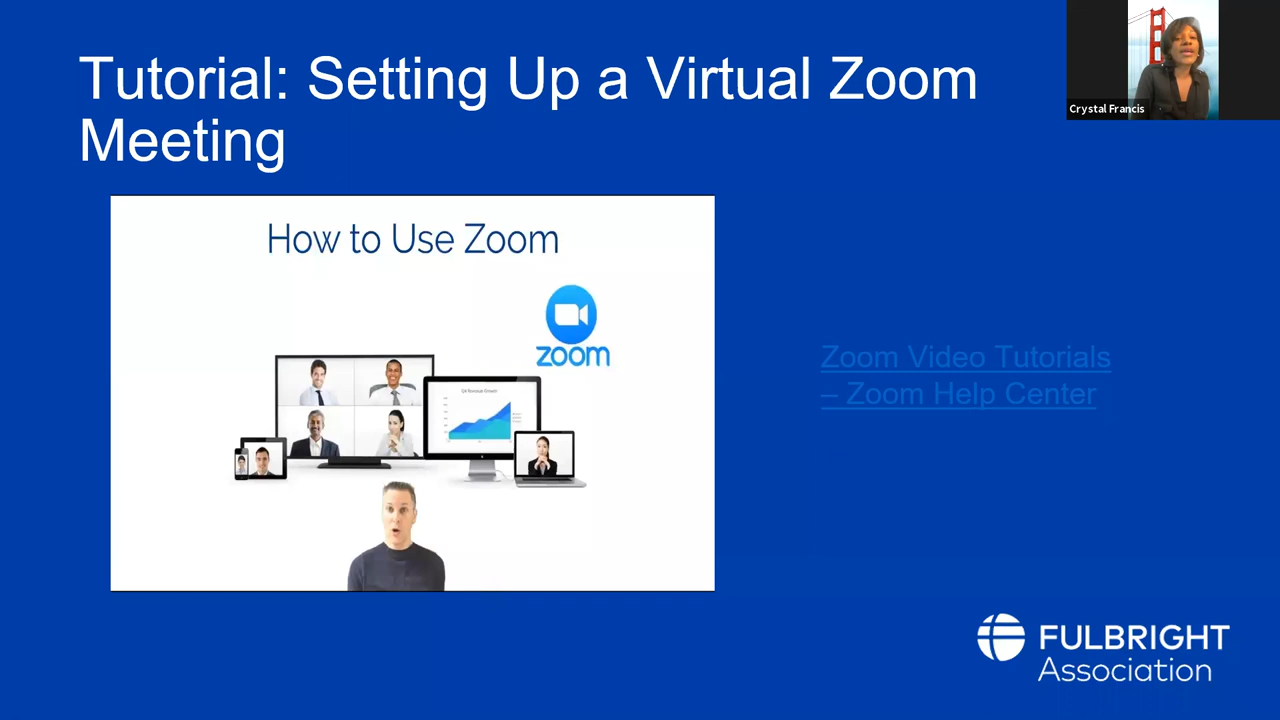 Tutorial: Setting Up a Virtual Zoom
Meeting
Crystal Francis
How to Use Zoom
zoom
Zoom Video Tutorials
– Zoom Help Center
FULBRIGHT
Association